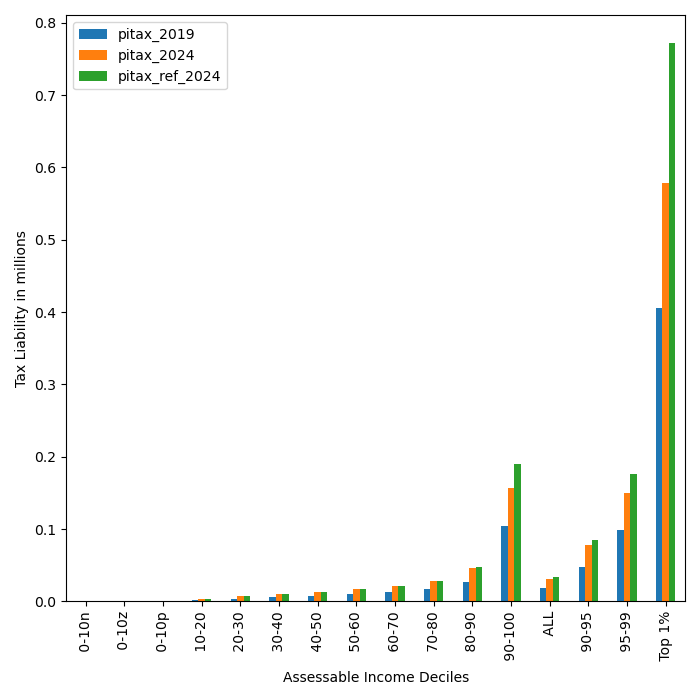 pitax_2019
pitax_2024
pitax_ref_2024
Tax Liability in millions
0.8
0.7
0.6
0.5
0.4
0.3
0.2
0.1
0.0
0-10n
0-10z
0-10p
10-20
20-30
30-40
40-50
50-60
60-70
70-80
80-90
90-100
ALL
90-95
95-99
Top 1%
Assessable Income Deciles